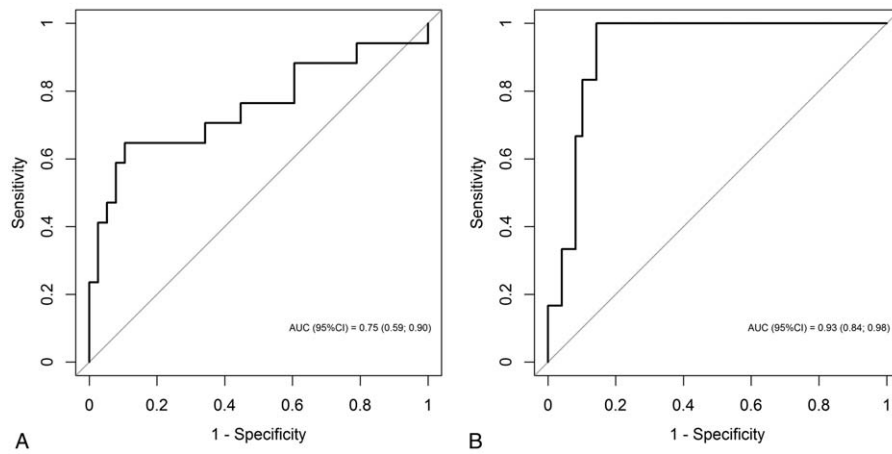 1
0.8
0.6
0.4
0.2
0
Sensitivity
AUC (95%CI) = 0.75 (0.59; 0.90)
0 0.2 0.4 0.6 0.8 1
1 - Specificity
A
1
0.8
0.6
0.4
0.2
0
Sensitivity
AUC (95%CI) = 0.93 (0.84; 0.98)
0 0.2 0.4 0.6 0.8 1
1 - Specificity
B